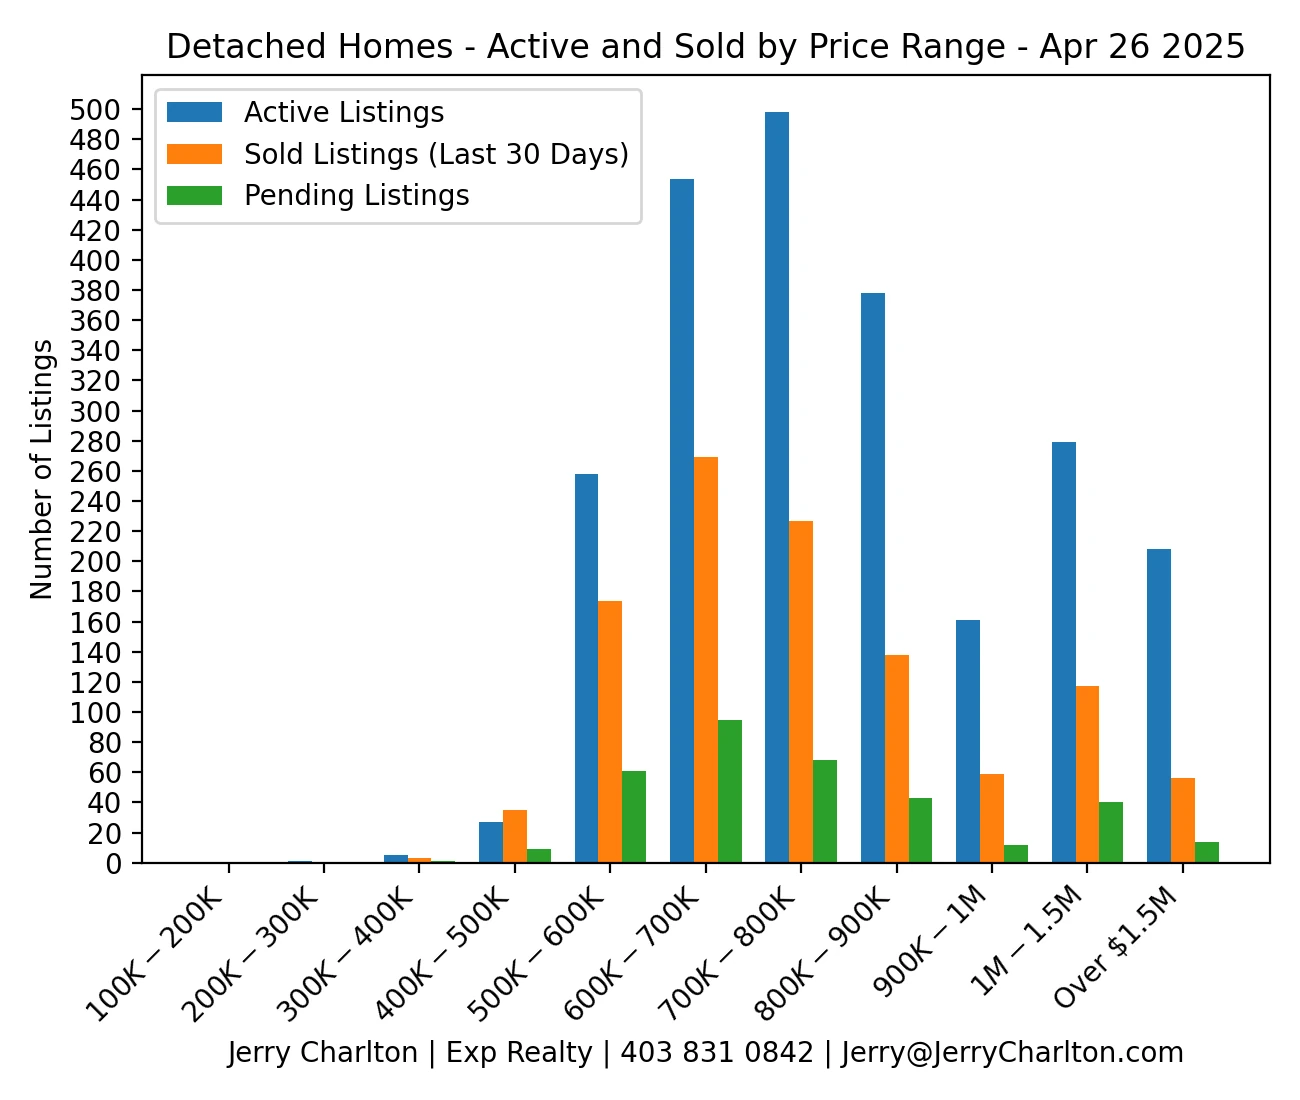 Detached Homes - Active and Sold by Price Range - Apr 26 2025
Active Listings
Sold Listings (Last 30 Days)
Pending Listings
Number of Listings
500
480
460
440
420
400
380
360
340
320
300
280
260
240
220
200
180
160
140
120
100
80
60
40
20
0
100K − 200K
200K − 300K
300K − 400K
400K − 500K
500K − 600K
600K − 700K
700K − 800K
800K − 900K
900K − 1M
1M − 1.5M
Over $1.5M
Jerry Charlton | Exp Realty | 403 831 0842 | Jerry@JerryCharlton.com